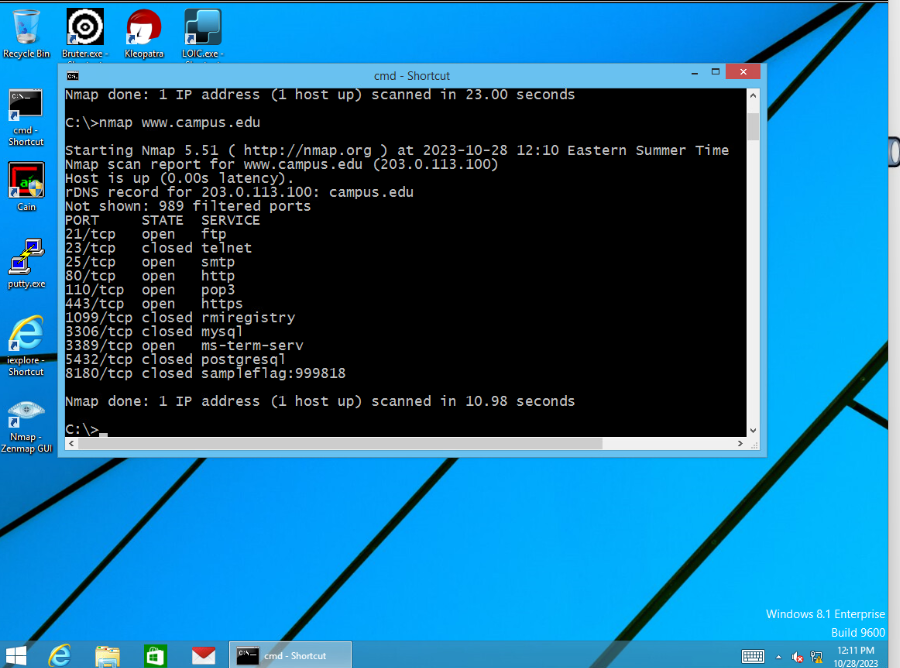 Recycle Bin
Bruter.exe -
Kleopatra
LOIC.exe -
cmd -
Shortcut
Cain
putty.exe
iexplore -
Shortcut
Nmap -
Zenmap GUI
cmd - Shortcut
Nmap done: 1 IP address (1 host up) scanned in 23.00 seconds
C:\>nmap www.campus.edu
Starting Nmap 5.51 ( http://nmap.org ) at 2023-10-28 12:10 Eastern Summer Time
Nmap scan report for www.campus.edu (203.0.113.100)
Host is up (0.00s latency).
rDNS record for 203.0.113.100: campus.edu
Not shown: 989 filtered ports
PORT     STATE  SERVICE
21/tcp   open   ftp
23/tcp   closed telnet
25/tcp   open   smtp
80/tcp   open   http
110/tcp  open   pop3
443/tcp  open   https
1099/tcp closed rmiregistry
3306/tcp closed mysql
3389/tcp open   ms-term-serv
5432/tcp closed postgresql
8180/tcp closed sampleflag:999818
Nmap done: 1 IP address (1 host up) scanned in 10.98 seconds
C:\>_
Windows 8.1 Enterprise
Build 9600
cmd - Shortcut
12:11 PM
10/28/2023